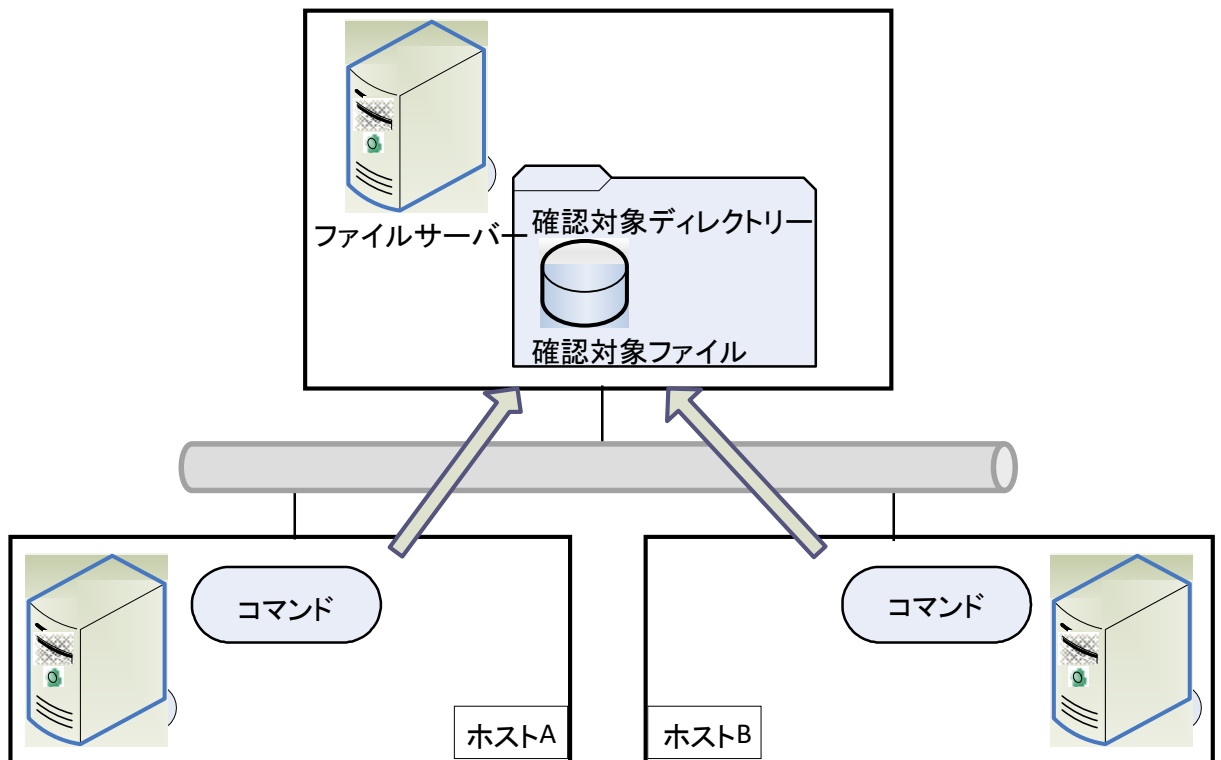 ファイルサーバー
確認対象ディレクトリー
確認対象ファイル
コマンド
コマンド
ホストA
ホストB